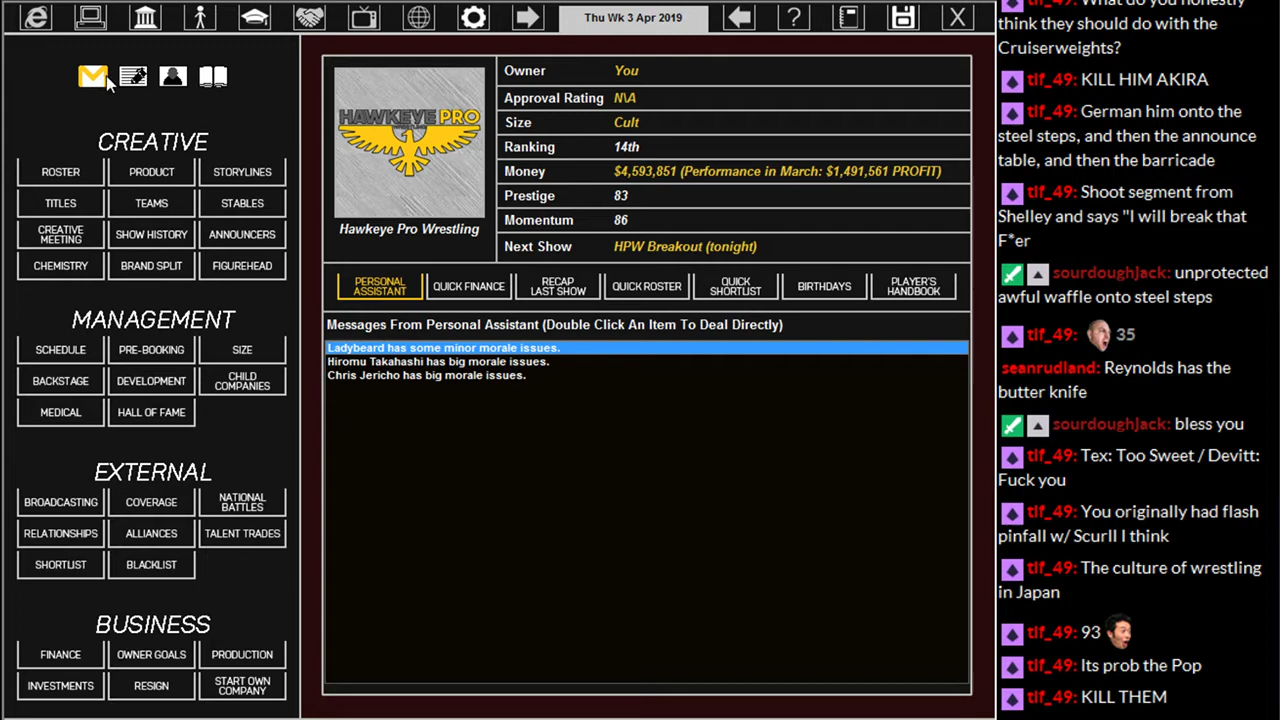 Thu Wk 3 Apr 2019
CREATIVE
ROSTER
PRODUCT
STORYLINES
TITLES
TEAMS
STABLES
CREATIVE
MEETING
SHOW HISTORY
ANNOUNCERS
CHEMISTRY
BRAND SPLIT
FIGUREHEAD
MANAGEMENT
SCHEDULE
PRE-BOOKING
SIZE
BACKSTAGE
DEVELOPMENT
CHILD
COMPANIES
MEDICAL
HALL OF FAME
EXTERNAL
BROADCASTING
COVERAGE
NATIONAL
BATTLES
RELATIONSHIPS
ALLIANCES
TALENT TRADES
SHORTLIST
BLACKLIST
BUSINESS
FINANCE
OWNER GOALS
PRODUCTION
INVESTMENTS
RESIGN
START OWN
COMPANY
HAWKEYE PRO
Hawkeye Pro Wrestling
Owner You
Approval Rating N\A
Size Cult
Ranking 14th
Money $4,593,851 (Performance in March: $1,491,561 PROFIT)
Prestige 83
Momentum 86
Next Show HPW Breakout (tonight)
PERSONAL
ASSISTANT
QUICK FINANCE
RECAP
LAST SHOW
QUICK ROSTER
QUICK
SHORTLIST
BIRTHDAYS
PLAYER'S
HANDBOOK
Messages From Personal Assistant (Double Click An Item To Deal Directly)
Ladybeard has some minor morale issues.
Hiromu Takahashi has big morale issues.
Chris Jericho has big morale issues.
tlf_49: What do you honestly
think they should do with the
Cruiserweights?
tlf_49: KILL HIM AKIRA
tlf_49: German him onto the
steel steps, and then the announce
table, and then the barricade
tlf_49: Shoot segment from
Shelley and says "I will break that
F*er
sourdoughjack: unprotected
awful waffle onto steel steps
tlf_49: 35
seanrudland: Reynolds has the
butter knife
sourdoughjack: bless you
tlf_49: Tex: Too Sweet / Devitt:
Fuck you
tlf_49: You originally had flash
pinfall w/ Scurll I think
tlf_49: The culture of wrestling
in Japan
tlf_49: 93
tlf_49: Its prob the Pop
tlf_49: KILL THEM